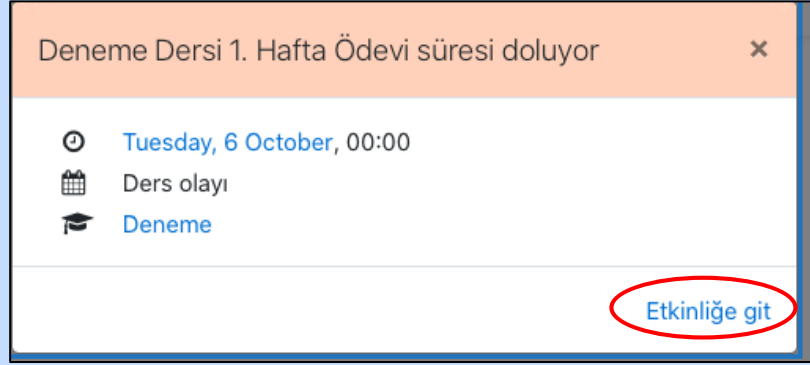 Deneme Dersi 1. Hafta Ödevi süresi doluyor ×
Tuesday, 6 October, 00:00
Ders olayı
Deneme
Etkinliğe git